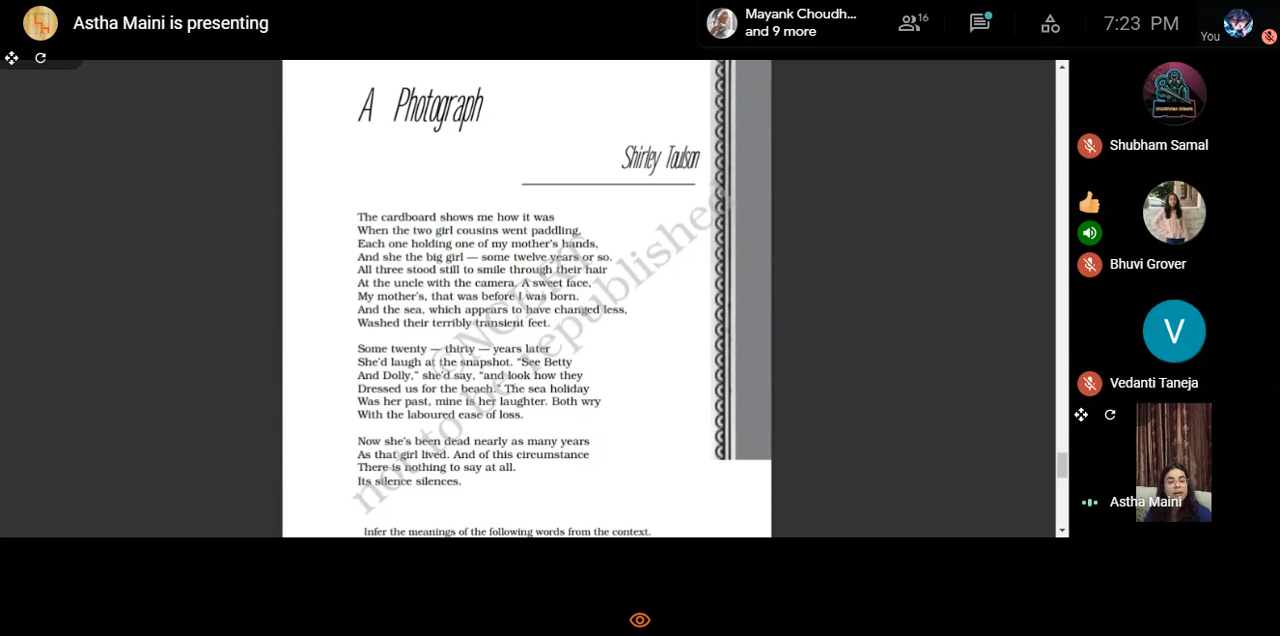 Astha Maini is presenting
Mayank Choudh...
and 9 more
16
7:23 PM
You
A Photograph
Shirley Toulson
The cardboard shows me how it was
When the two girl cousins went paddling,
Each one holding one of my mother's hands,
And she the big girl — some twelve years or so.
All three stood still to smile through their hair
At the uncle with the camera. A sweet face,
My mother's, that was before I was born.
And the sea, which appears to have changed less,
Washed their terribly transient feet.
Some twenty — thirty — years later
She'd laugh at the snapshot. "See Betty
And Dolly," she'd say, "and look how they
Dressed us for the beach." The sea holiday
Was her past, mine is her laughter. Both wry
With the laboured ease of loss.
Now she's been dead nearly as many years
As that girl lived. And of this circumstance
There is nothing to say at all.
Its silence silences.
Infer the meanings of the following words from the context.
©NCERT
not to be republished
Shubham Samal
Bhuvi Grover
V
Vedanti Taneja
Astha Maini